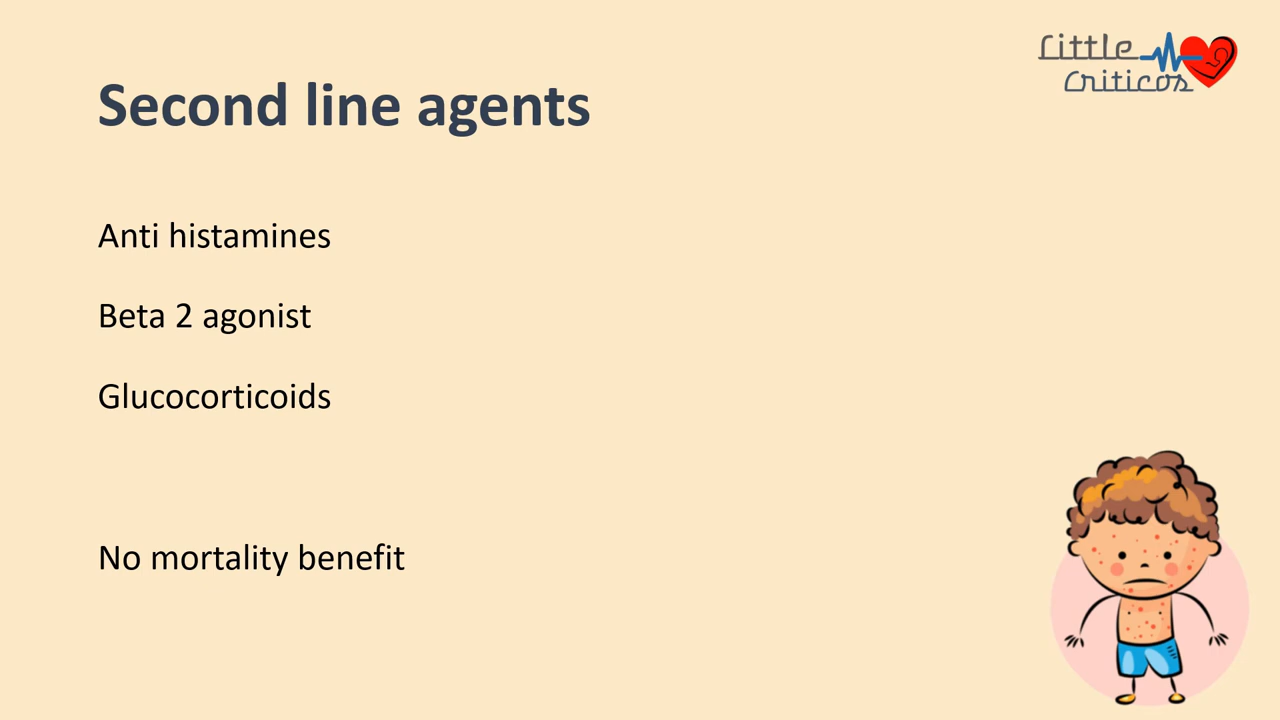 Little
Criticos
Second line agents
Anti histamines
Beta 2 agonist
Glucocorticoids
No mortality benefit